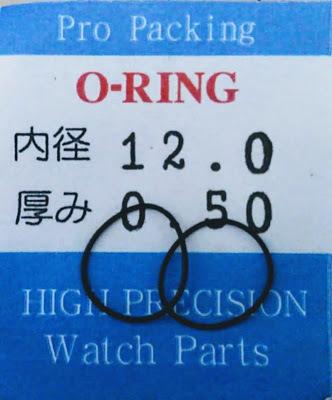 Pro Packing
O-RING
内径 12.0
厚み 0 50
HIGH PRECISION
Watch Parts